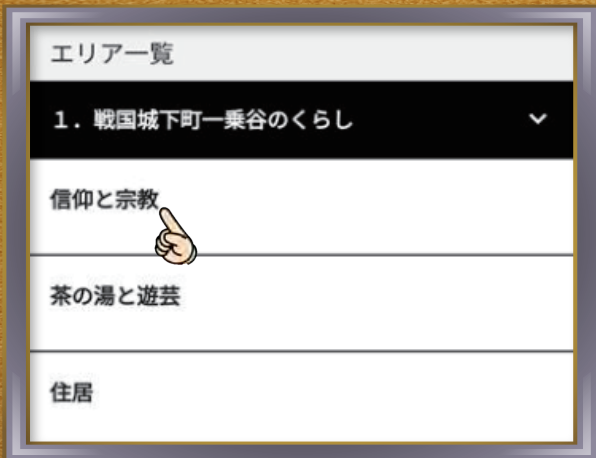 エリア一覧
１．戦国城下町一乗谷のくらし
信仰と宗教
茶の湯と遊芸
住居